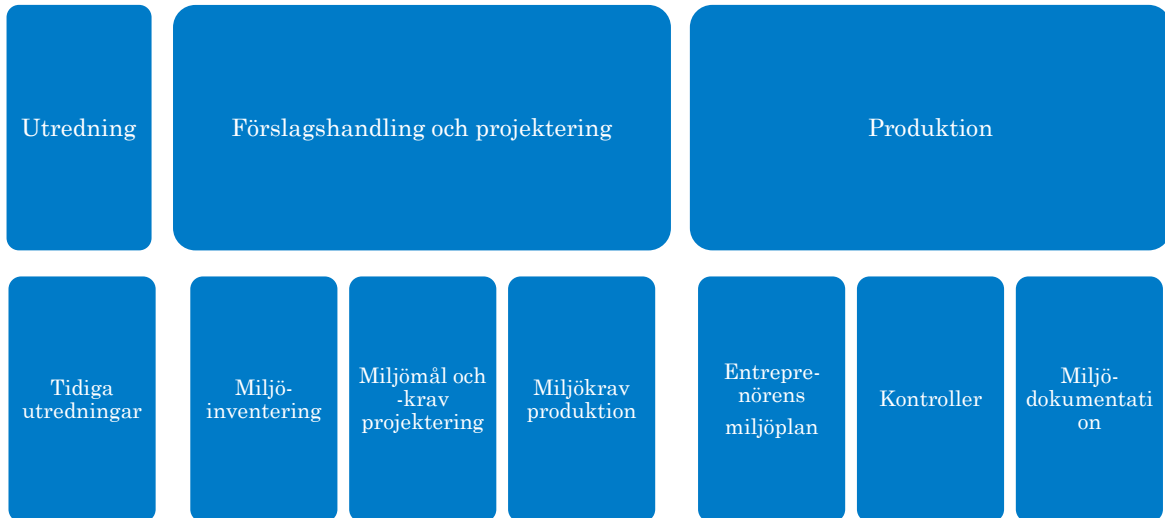 Utredning
Förslagshandling och projektering
Produktion
Tidiga
utredningar
Miljö-
inventering
Miljömål och
-krav
projektering
Miljökrav
produktion
Entrepre-
nörens
miljöplan
Kontroller
Miljö-
dokumentati
on